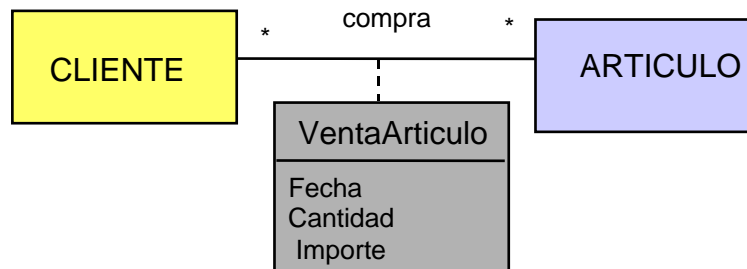 * compra *
CLIENTE
ARTICULO
VentaArticulo
Fecha
Cantidad
Importe